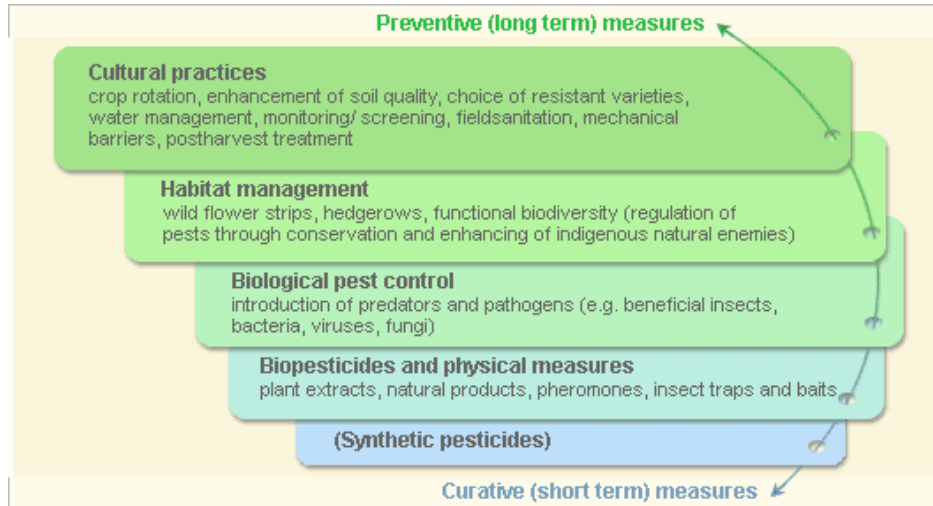 Preventive (long term) measures
Cultural practices
crop rotation, enhancement of soil quality, choice of resistant varieties,
water management, monitoring/ screening, fieldsanitation, mechanical
barriers, postharvest treatment
Habitat management
wild flower strips, hedgerows, functional biodiversity (regulation of
pests through conservation and enhancing of indigenous natural enemies)
Biological pest control
introduction of predators and pathogens (e.g. beneficial insects,
bacteria, viruses, fungi)
Biopesticides and physical measures
plant extracts, natural products, pheromones, insect traps and baits
(Synthetic pesticides)
Curative (short term) measures